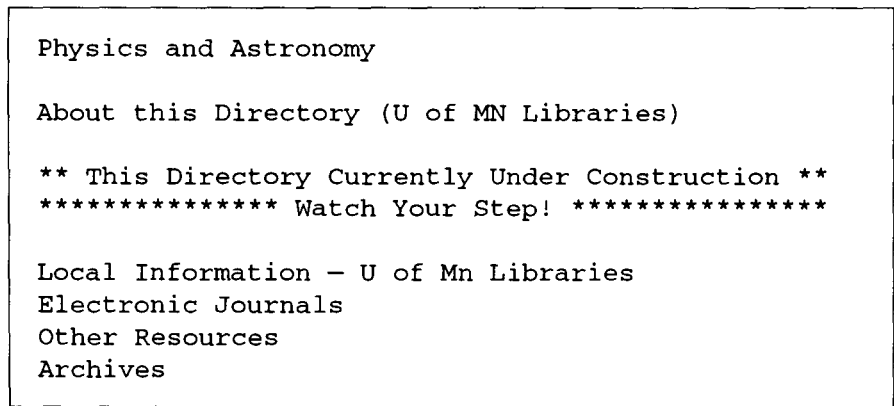 Physics and Astronomy
About this Directory (U of MN Libraries)
** This Directory Currently Under Construction **
*************** Watch Your Step! ****************
Local Information — U of Mn Libraries
Electronic Journals
Other Resources
Archives